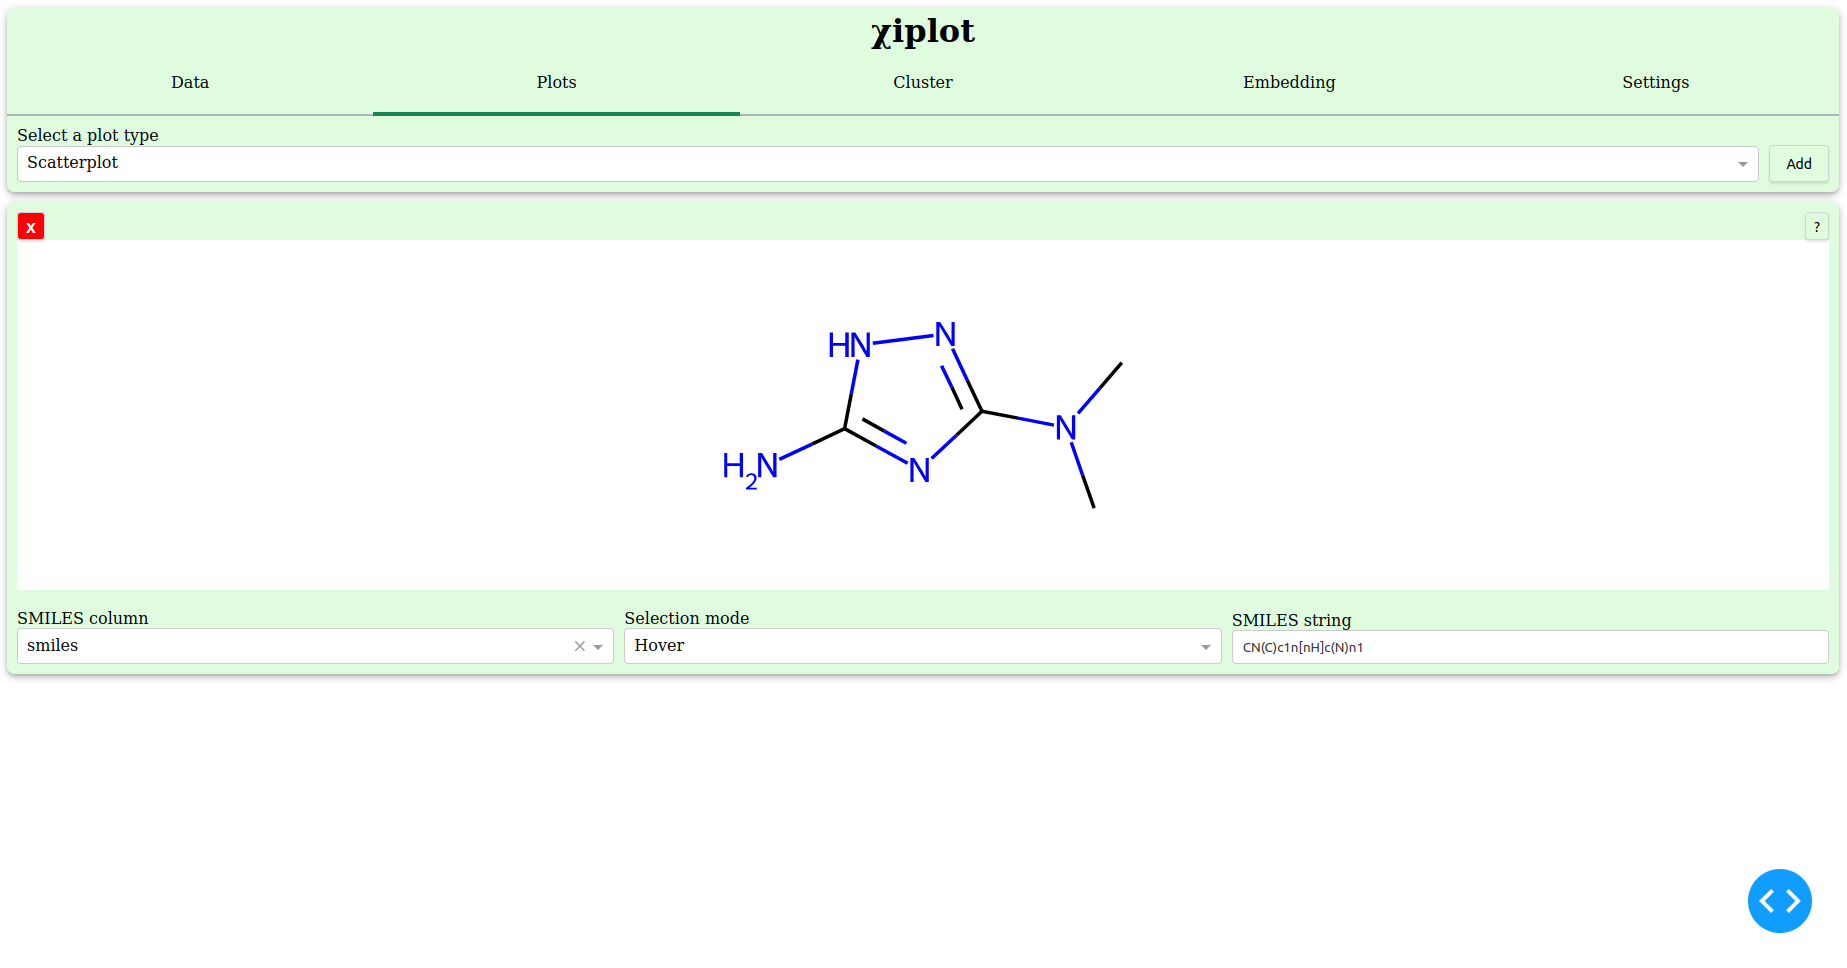 χiplot
Data Plots Cluster Embedding Settings
Select a plot type
Scatterplot Add
X ?
HN N
N
H2N N
SMILES column Selection mode SMILES string
smiles × Hover CN(C)c1n[nH]c(N)n1